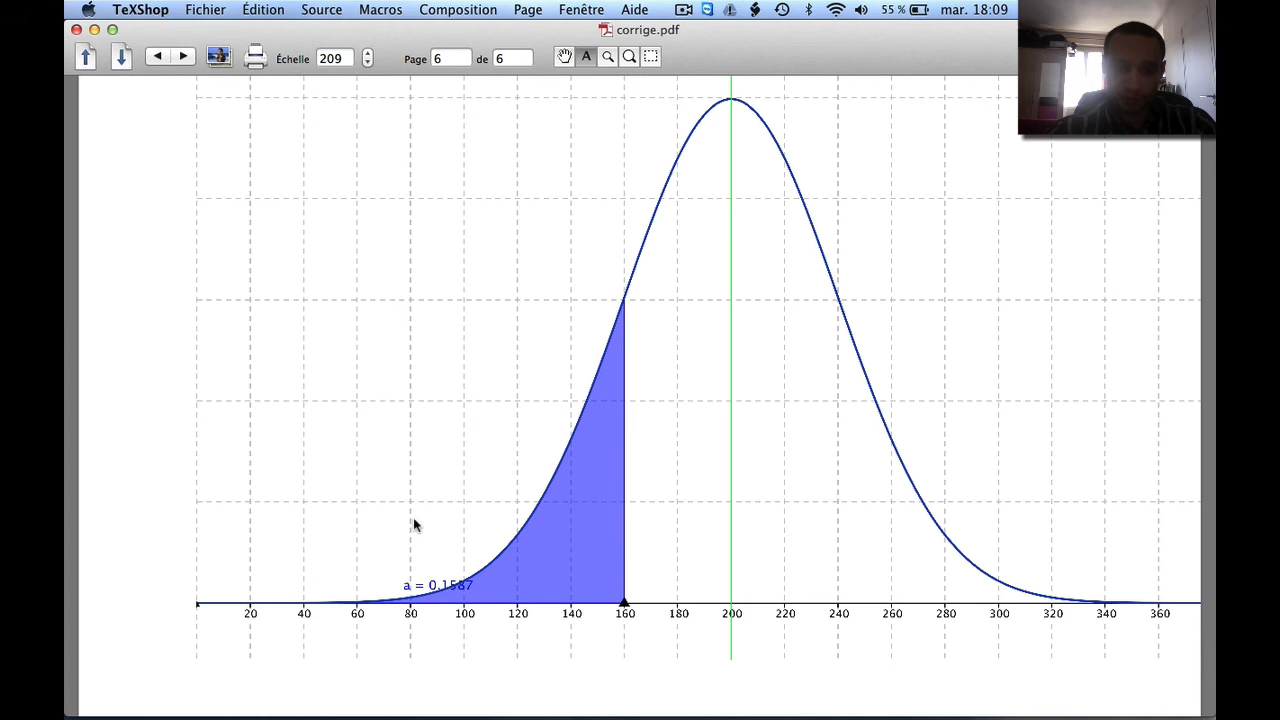 TeXShop Fichier Édition Source Macros Composition Page Fenêtre Aide 55 % mar. 18:09
corrige.pdf
Échelle 209 Page 6 de 6 A
a = 0.1587
20 40 60 80 100 120 140 160 180 200 220 240 260 280 300 320 340 360